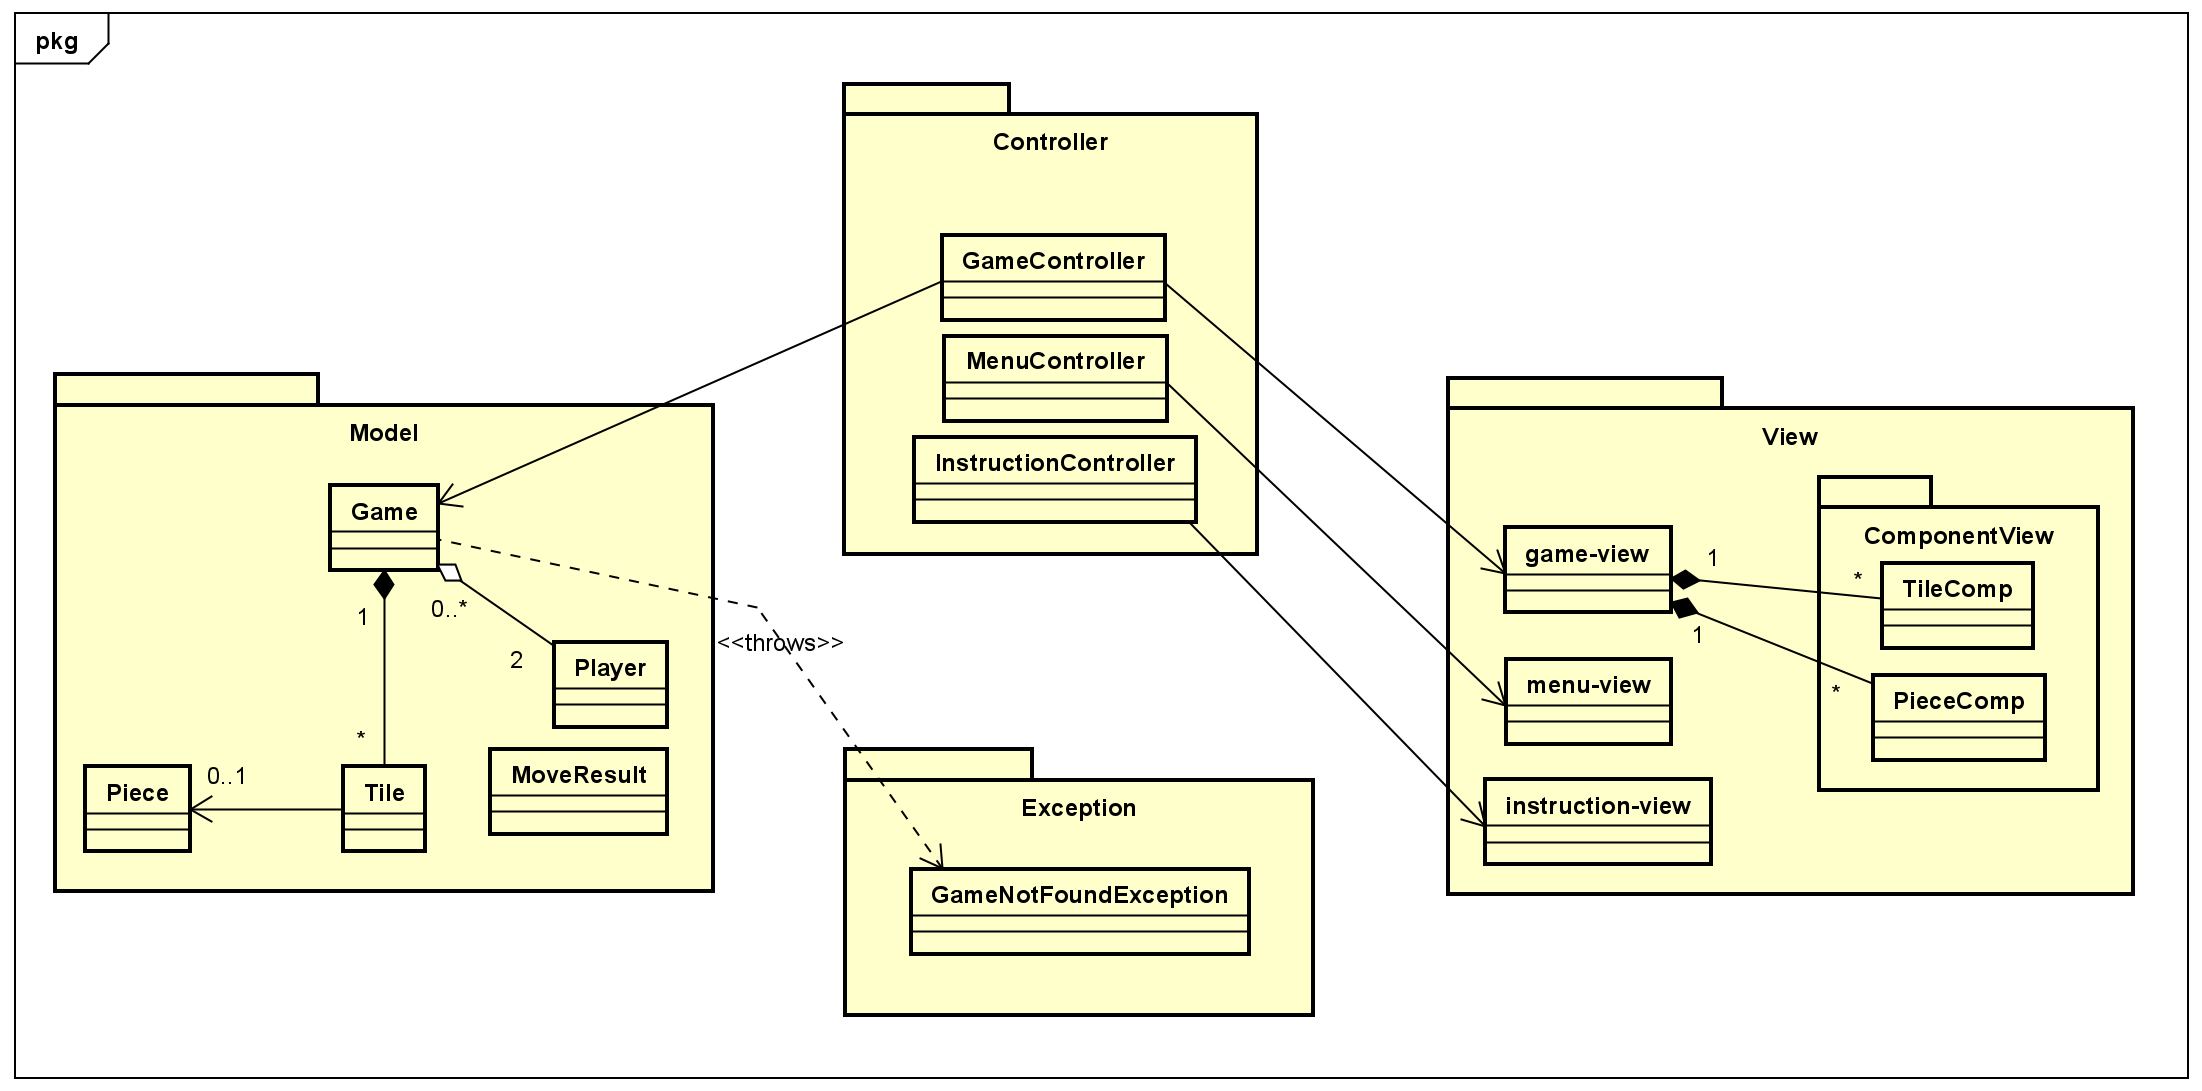 pkg
Controller
GameController
MenuController
InstructionController
Model
Game
1
0..*
2
Player
<<throws>>
*
MoveResult
0..1
Piece
Tile
Exception
GameNotFoundException
View
ComponentView
game-view
1
*
TileComp
1
*
menu-view
PieceComp
instruction-view